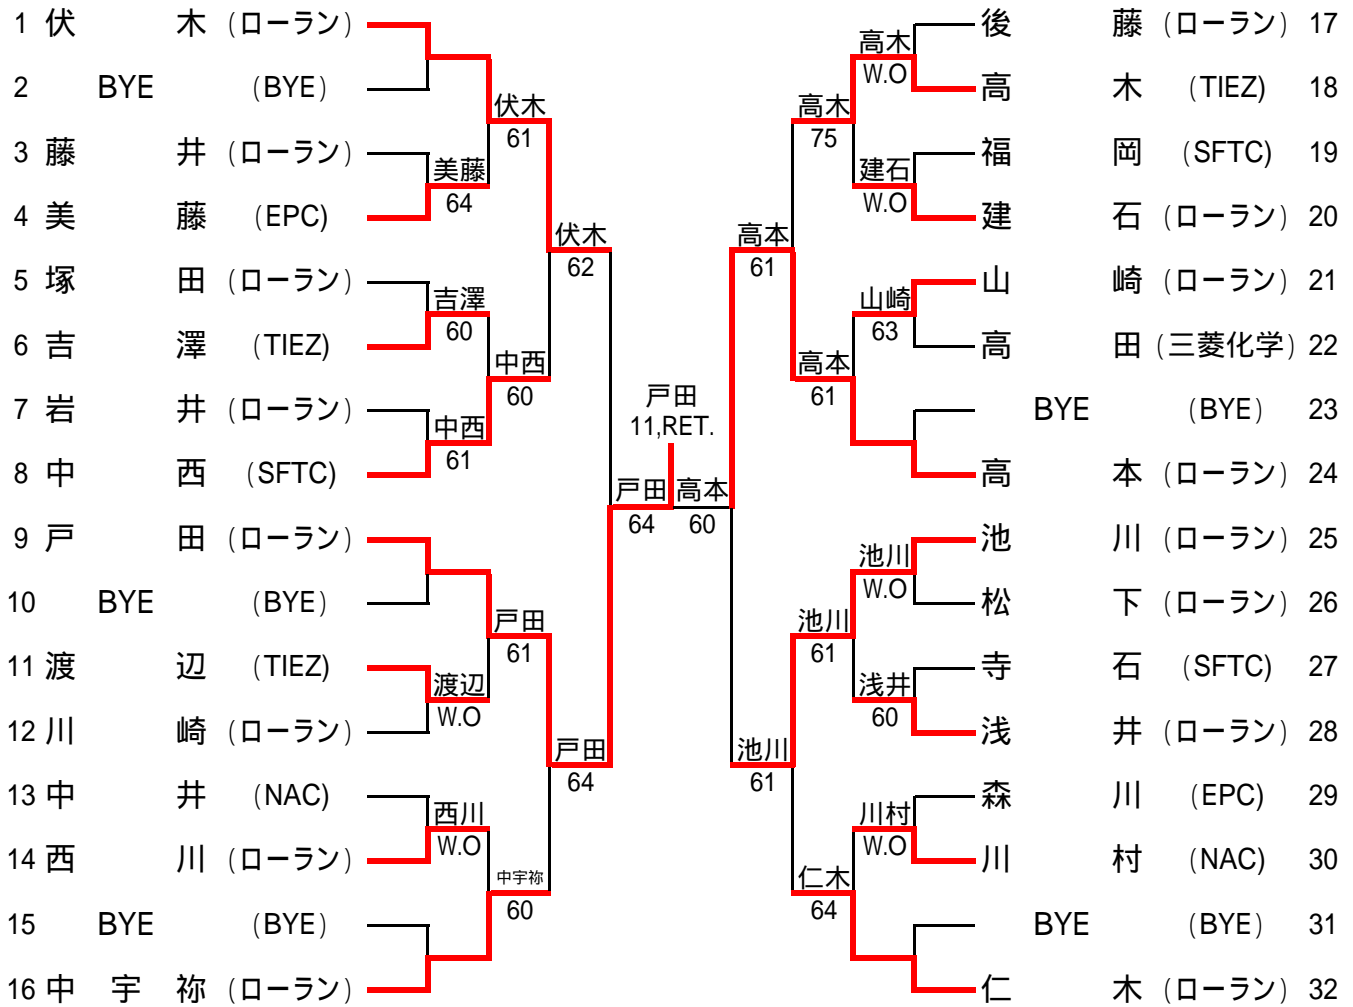 1 伏 木 (ローラン)
2 BYE (BYE)
3 藤 井 (ローラン)
4 美 藤 (EPC)
5 塚 田 (ローラン)
6 吉 澤 (TIEZ)
7 岩 井 (ローラン)
8 中 西 (SFTC)
9 戸 田 (ローラン)
10 BYE (BYE)
11 渡 辺 (TIEZ)
12 川 崎 (ローラン)
13 中 井 (NAC)
14 西 川 (ローラン)
15 BYE (BYE)
16 中 宇 祢 (ローラン)
美藤
64
吉澤
60
中西
61
渡辺
W.O
西川
W.O
伏木
61
中西
60
戸田
61
中宇祢
60
伏木
62
戸田
64
戸田
64
戸田
11,RET.
高本
60
高本
61
池川
61
高木
75
高本
61
池川
61
仁木
64
高木
W.O
建石
W.O
山崎
63
池川
W.O
浅井
60
川村
W.O
後 藤 (ローラン) 17
高 木 (TIEZ) 18
福 岡 (SFTC) 19
建 石 (ローラン) 20
山 崎 (ローラン) 21
高 田 (三菱化学) 22
BYE (BYE) 23
高 本 (ローラン) 24
池 川 (ローラン) 25
松 下 (ローラン) 26
寺 石 (SFTC) 27
浅 井 (ローラン) 28
森 川 (EPC) 29
川 村 (NAC) 30
BYE (BYE) 31
仁 木 (ローラン) 32